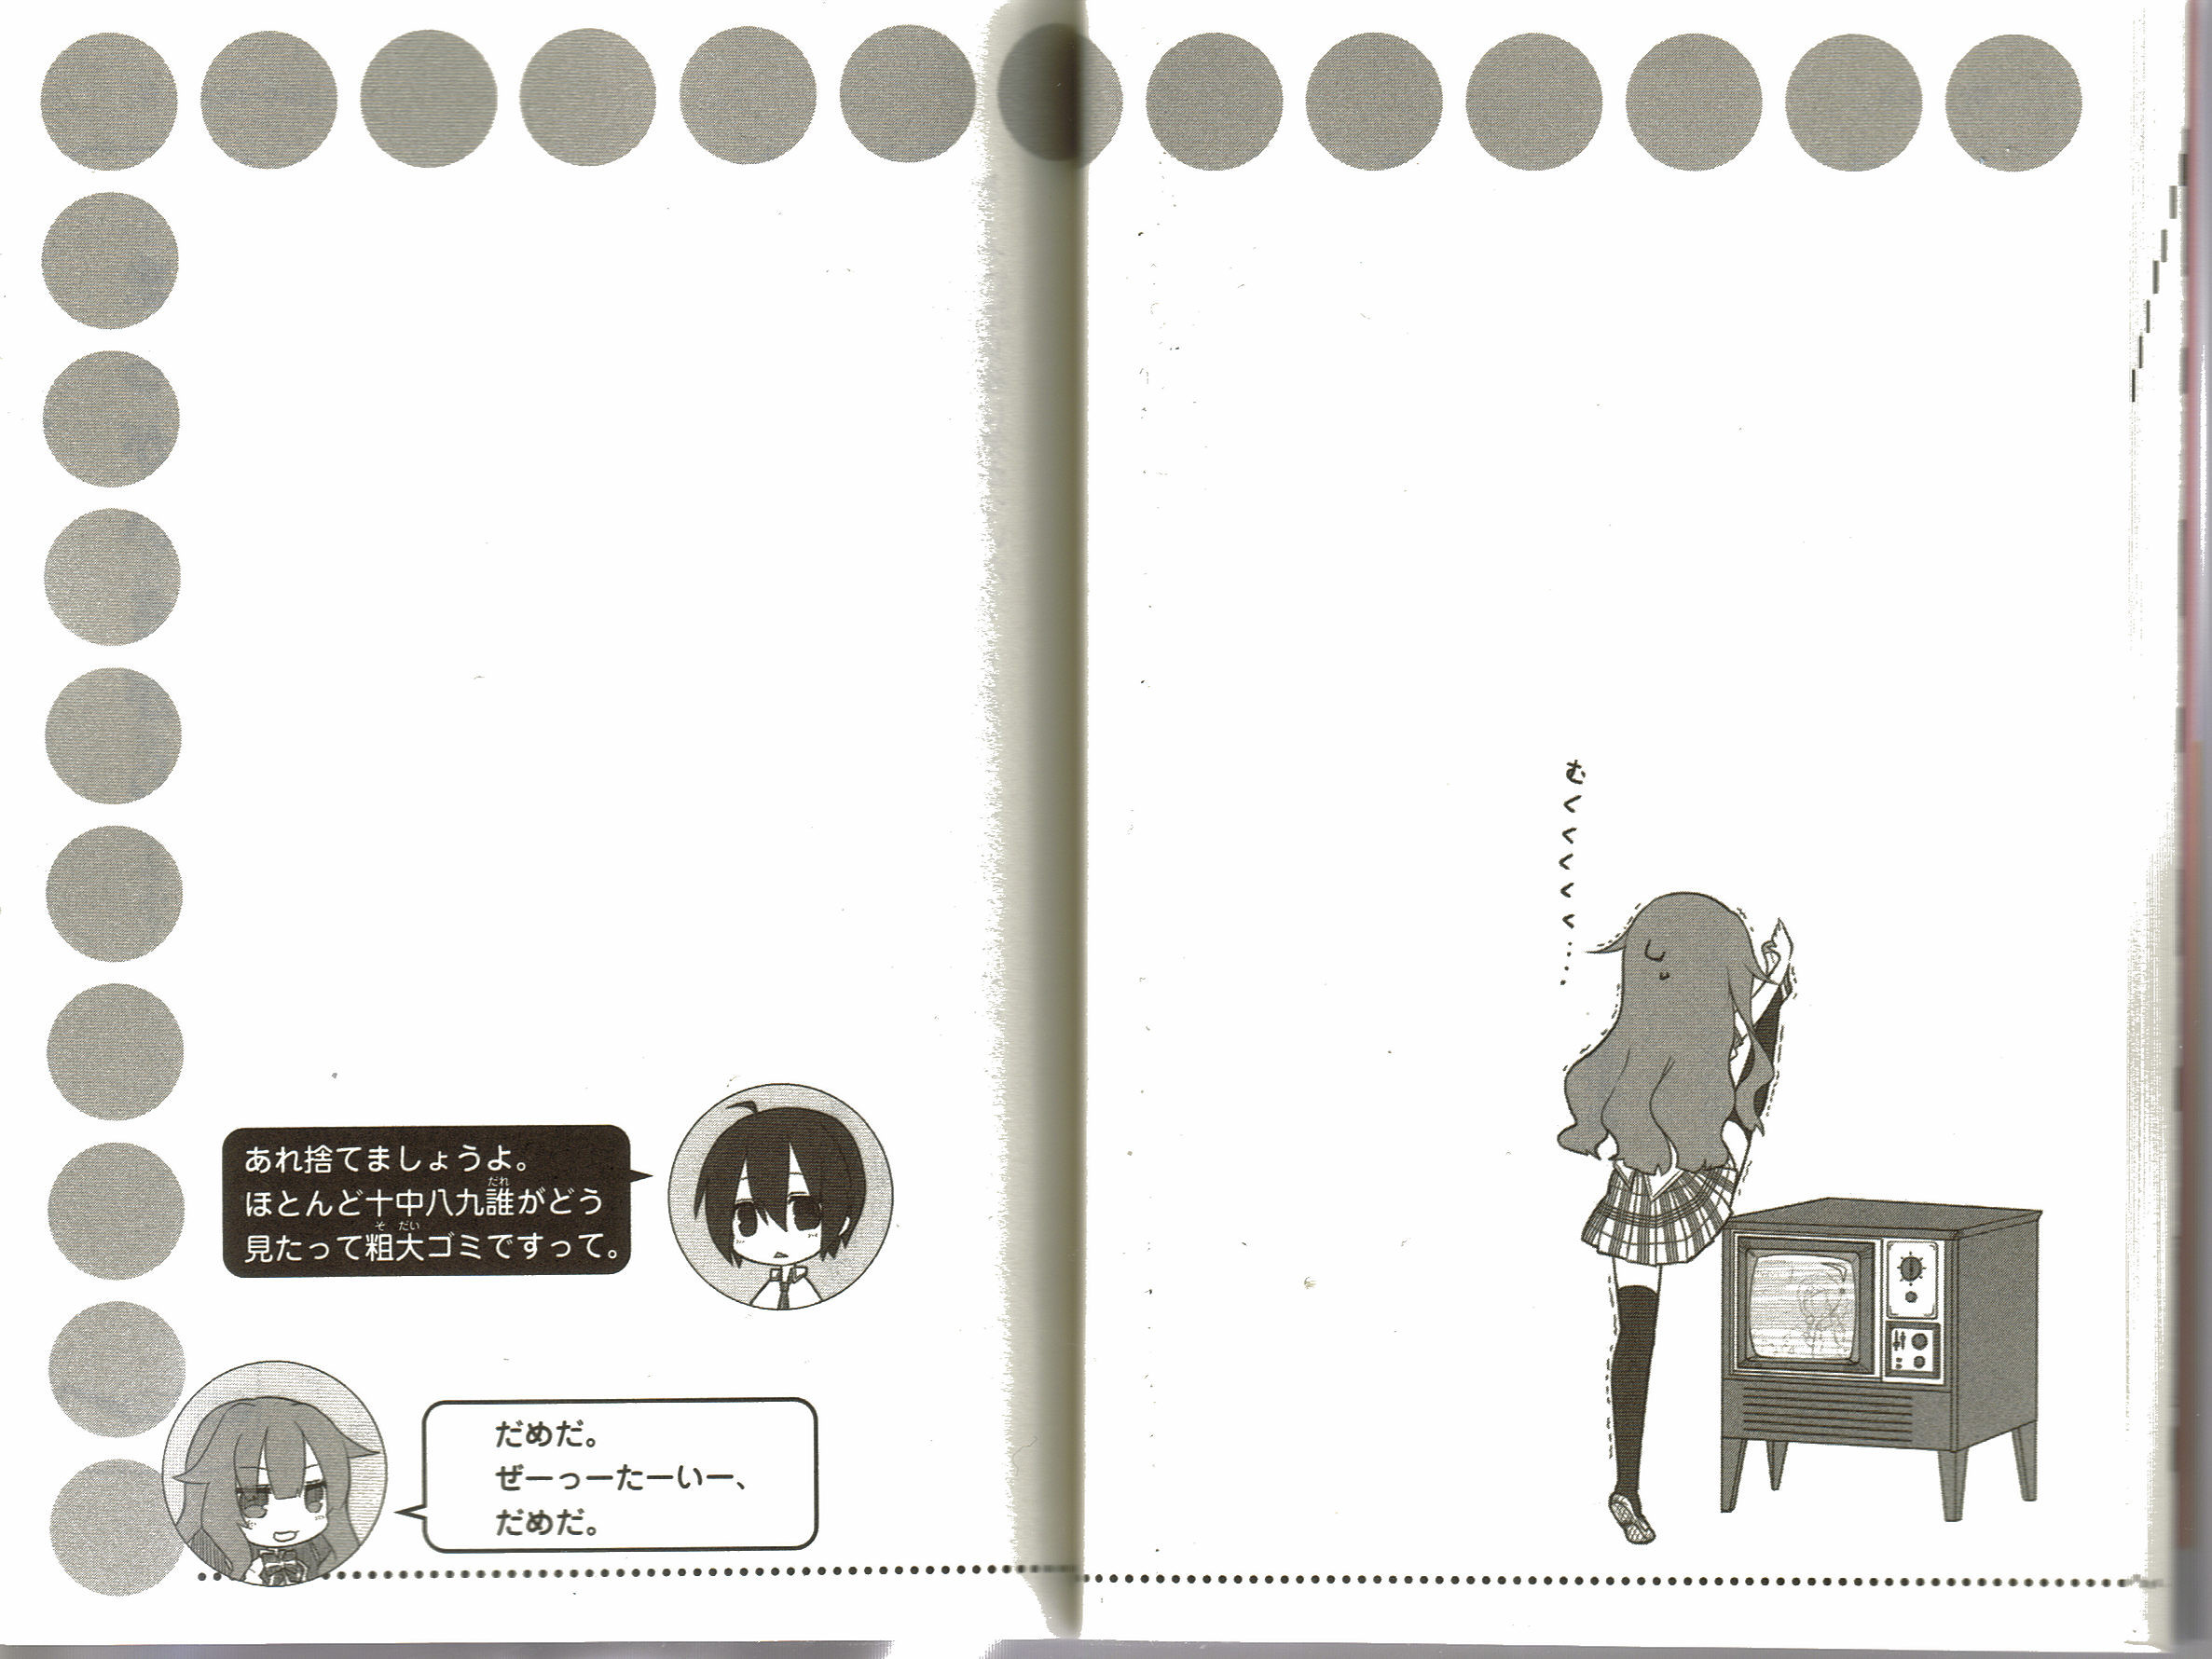 むくくくくく……
あれ捨てましょうよ。
ほとんど十中八九誰がどう
見たって粗大ゴミですって。
だめだ。
ぜーっーたーいー、
だめだ。